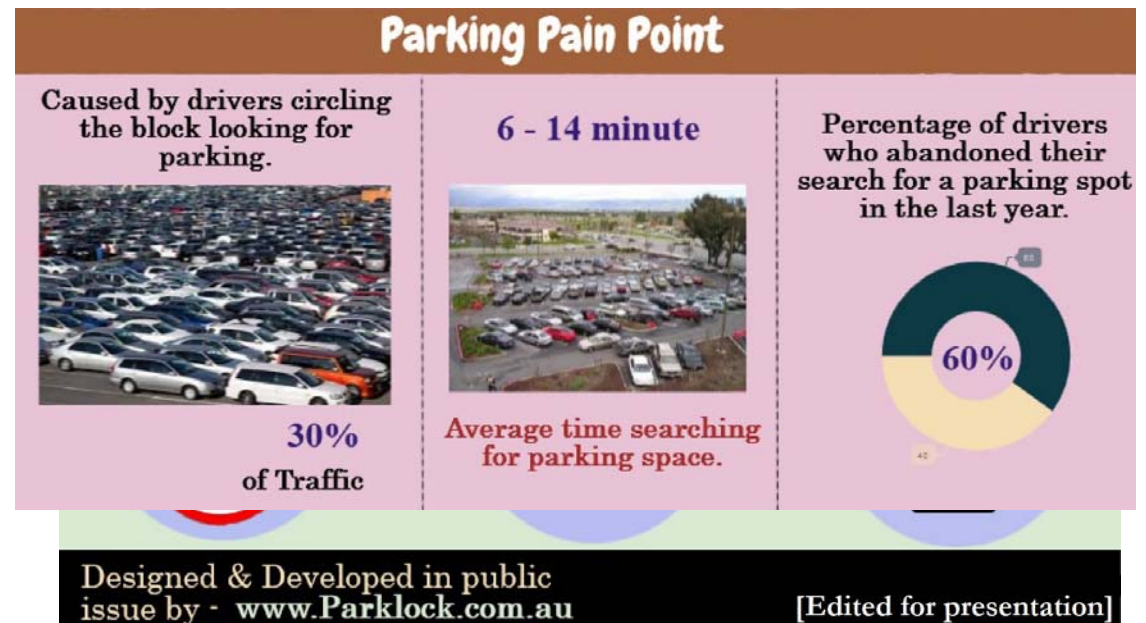 Parking Pain Point
Caused by drivers circling
the block looking for
parking.
30%
of Traffic
6 - 14 minute
Average time searching
for parking space.
Percentage of drivers
who abandoned their
search for a parking spot
in the last year.
60
60%
40
Designed & Developed in public
issue by - www.Parklock.com.au
[Edited for presentation]